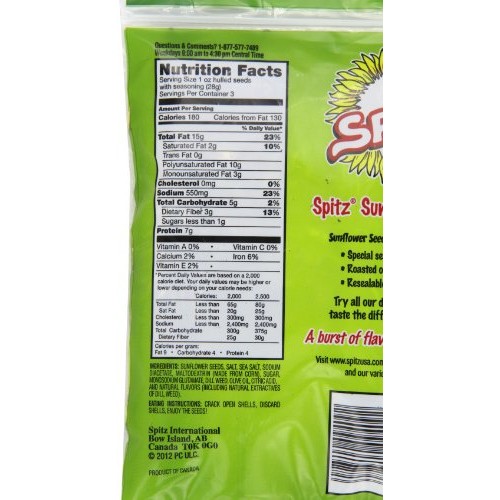 Questions & Comments? 1-877-577-7489
Weekdays 8:00 am to 4:30 pm Central Time
Nutrition Facts
Serving Size 1 oz hulled seeds
with seasoning (28g)
Servings Per Container 3
Amount Per Serving
Calories 180 Calories from Fat 130
% Daily Value*
Total Fat 15g 23%
Saturated Fat 2g 10%
Trans Fat 0g
Polyunsaturated Fat 10g
Monounsaturated Fat 3g
Cholesterol 0mg 0%
Sodium 550mg 23%
Total Carbohydrate 5g 2%
Dietary Fiber 3g 13%
Sugars less than 1g
Protein 7g
Vitamin A 0% • Vitamin C 0%
Calcium 2% • Iron 6%
Vitamin E 2% •
*Percent Daily Values are based on a 2,000
calorie diet. Your daily values may be higher or
lower depending on your calorie needs:
Calories: 2,000 2,500
Total Fat Less than 65g 80g
Sat Fat Less than 20g 25g
Cholesterol Less than 300mg 300mg
Sodium Less than 2,400mg 2,400mg
Total Carbohydrate 300g 375g
Dietary Fiber 25g 30g
Calories per gram:
Fat 9 • Carbohydrate 4 • Protein 4
INGREDIENTS: SUNFLOWER SEEDS, SALT, SEA SALT, SODIUM
DIACETATE, MALTODEXTRIN (MADE FROM CORN), SUGAR,
MONOSODIUM GLUTAMATE, DILL WEED, OLIVE OIL, CITRIC ACID,
AND NATURAL FLAVORS (INCLUDING NATURAL EXTRACTIVES
OF DILL WEED).
EATING INSTRUCTIONS: CRACK OPEN SHELLS, DISCARD
SHELLS, ENJOY THE SEEDS!
Spitz International
Bow Island, AB
Canada T0K 0G0
© 2012 PC ULC.
PRODUCT OF CANADA
Spitz® Sun
Sunflower Seed
• Special se
• Roasted
• Resealab
Try all our d
taste the diff
A burst of flav
Visit www.spitzusa.com
and our vari